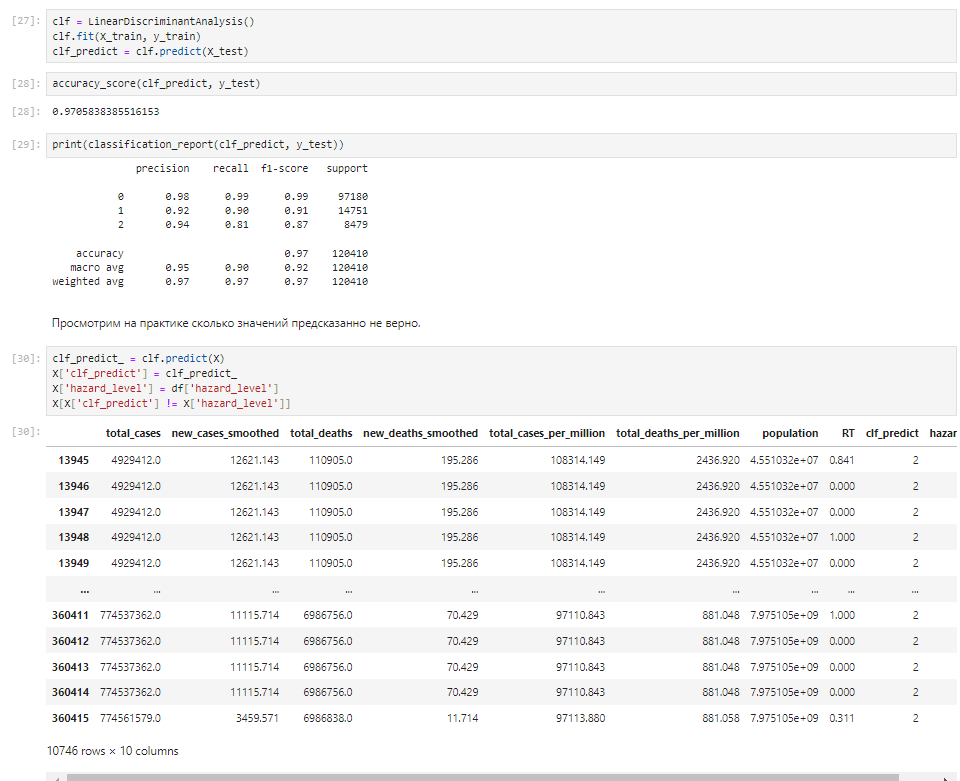 [27]: clf = LinearDiscriminantAnalysis()
clf.fit(X_train, y_train)
clf_predict = clf.predict(X_test)
[28]: accuracy_score(clf_predict, y_test)
[28]: 0.9705838385516153
[29]: print(classification_report(clf_predict, y_test))
precision recall f1-score support
0 0.98 0.99 0.99 97180
1 0.92 0.90 0.91 14751
2 0.94 0.81 0.87 8479
accuracy 0.97 120410
macro avg 0.95 0.90 0.92 120410
weighted avg 0.97 0.97 0.97 120410
Просмотрим на практике сколько значений предсказанно не верно.
[30]: clf_predict_ = clf.predict(X)
X['clf_predict'] = clf_predict_
X['hazard_level'] = df['hazard_level']
X[X['clf_predict'] != X['hazard_level']]
[30]: total_cases new_cases_smoothed total_deaths new_deaths_smoothed total_cases_per_million total_deaths_per_million population RT clf_predict hazar
13945 4929412.0 12621.143 110905.0 195.286 108314.149 2436.920 4.551032e+07 0.841 2
13946 4929412.0 12621.143 110905.0 195.286 108314.149 2436.920 4.551032e+07 0.000 2
13947 4929412.0 12621.143 110905.0 195.286 108314.149 2436.920 4.551032e+07 0.000 2
13948 4929412.0 12621.143 110905.0 195.286 108314.149 2436.920 4.551032e+07 1.000 2
13949 4929412.0 12621.143 110905.0 195.286 108314.149 2436.920 4.551032e+07 0.000 2
... ... ... ... ... ... ... ... ... ...
360411 774537362.0 11115.714 6986756.0 70.429 97110.843 881.048 7.975105e+09 1.000 2
360412 774537362.0 11115.714 6986756.0 70.429 97110.843 881.048 7.975105e+09 0.000 2
360413 774537362.0 11115.714 6986756.0 70.429 97110.843 881.048 7.975105e+09 0.000 2
360414 774537362.0 11115.714 6986756.0 70.429 97110.843 881.048 7.975105e+09 0.000 2
360415 774561579.0 3459.571 6986838.0 11.714 97113.880 881.058 7.975105e+09 0.311 2
10746 rows × 10 columns